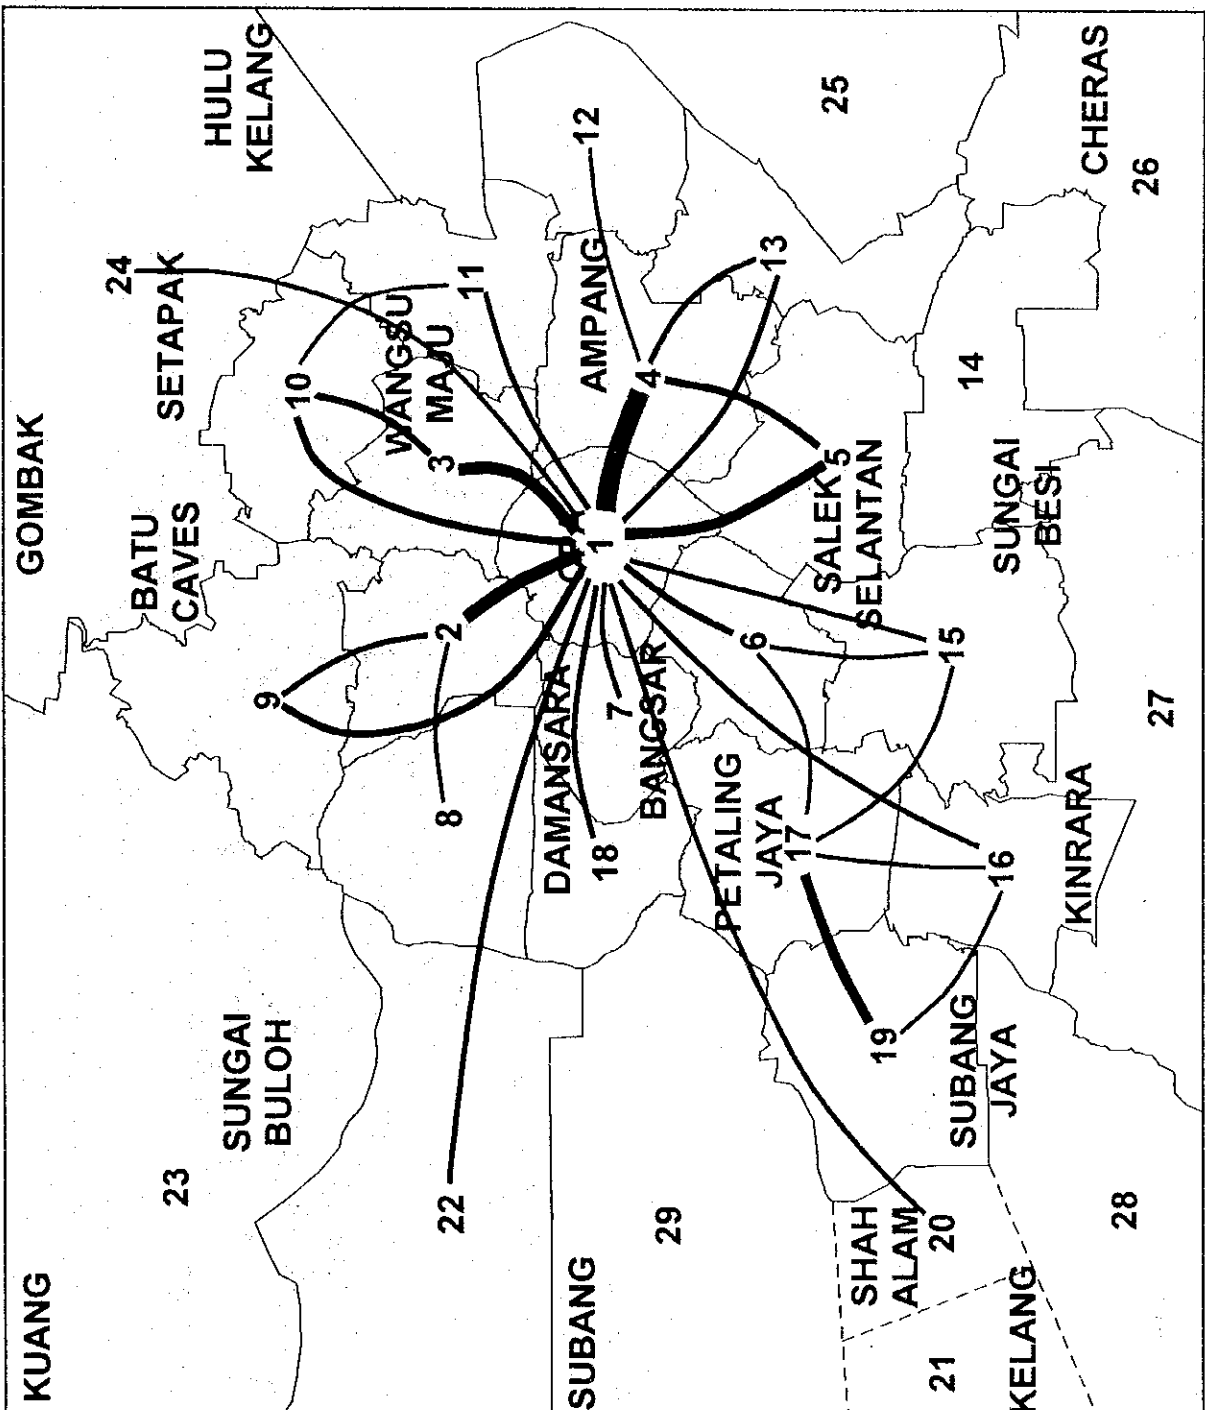 KUANG
GOMBAK
23
SUNGAI
BULOH
BATU
CAVES
SETAPAK
24
HULU
KELANG
9
10
22
8
2
3
WANGSU
MAJU
11
SUBANG
29
DAMANSARA
18
7
BANGSAR
1
AMPANG
4
12
13
25
PETALING
JAYA
17
6
SALEK
SELANTAN
5
SHAH
ALAM
20
19
15
14
21
KELANG
SUBANG
JAYA
16
SUNGAI
BESI
28
KINRARA
27
26
CHERAS